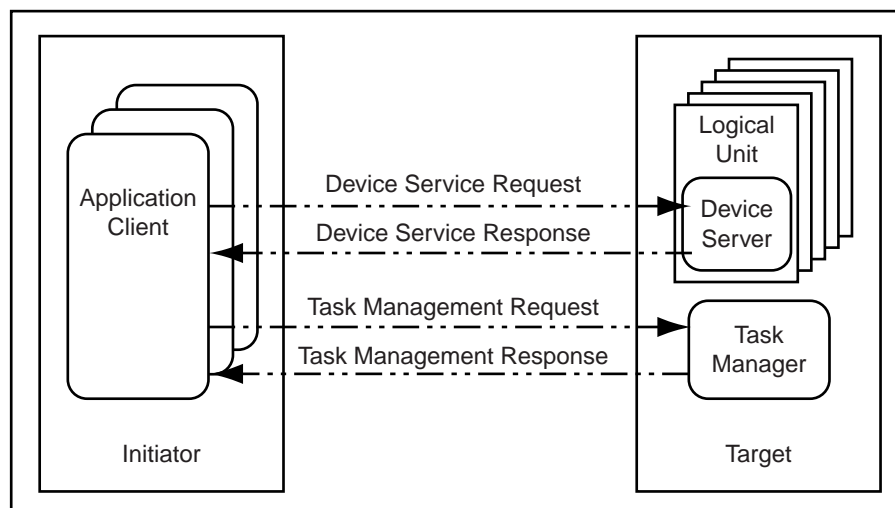 Application
Client
Initiator
Device Service Request
Device Service Response
Task Management Request
Task Management Response
Logical
Unit
Device
Server
Task
Manager
Target